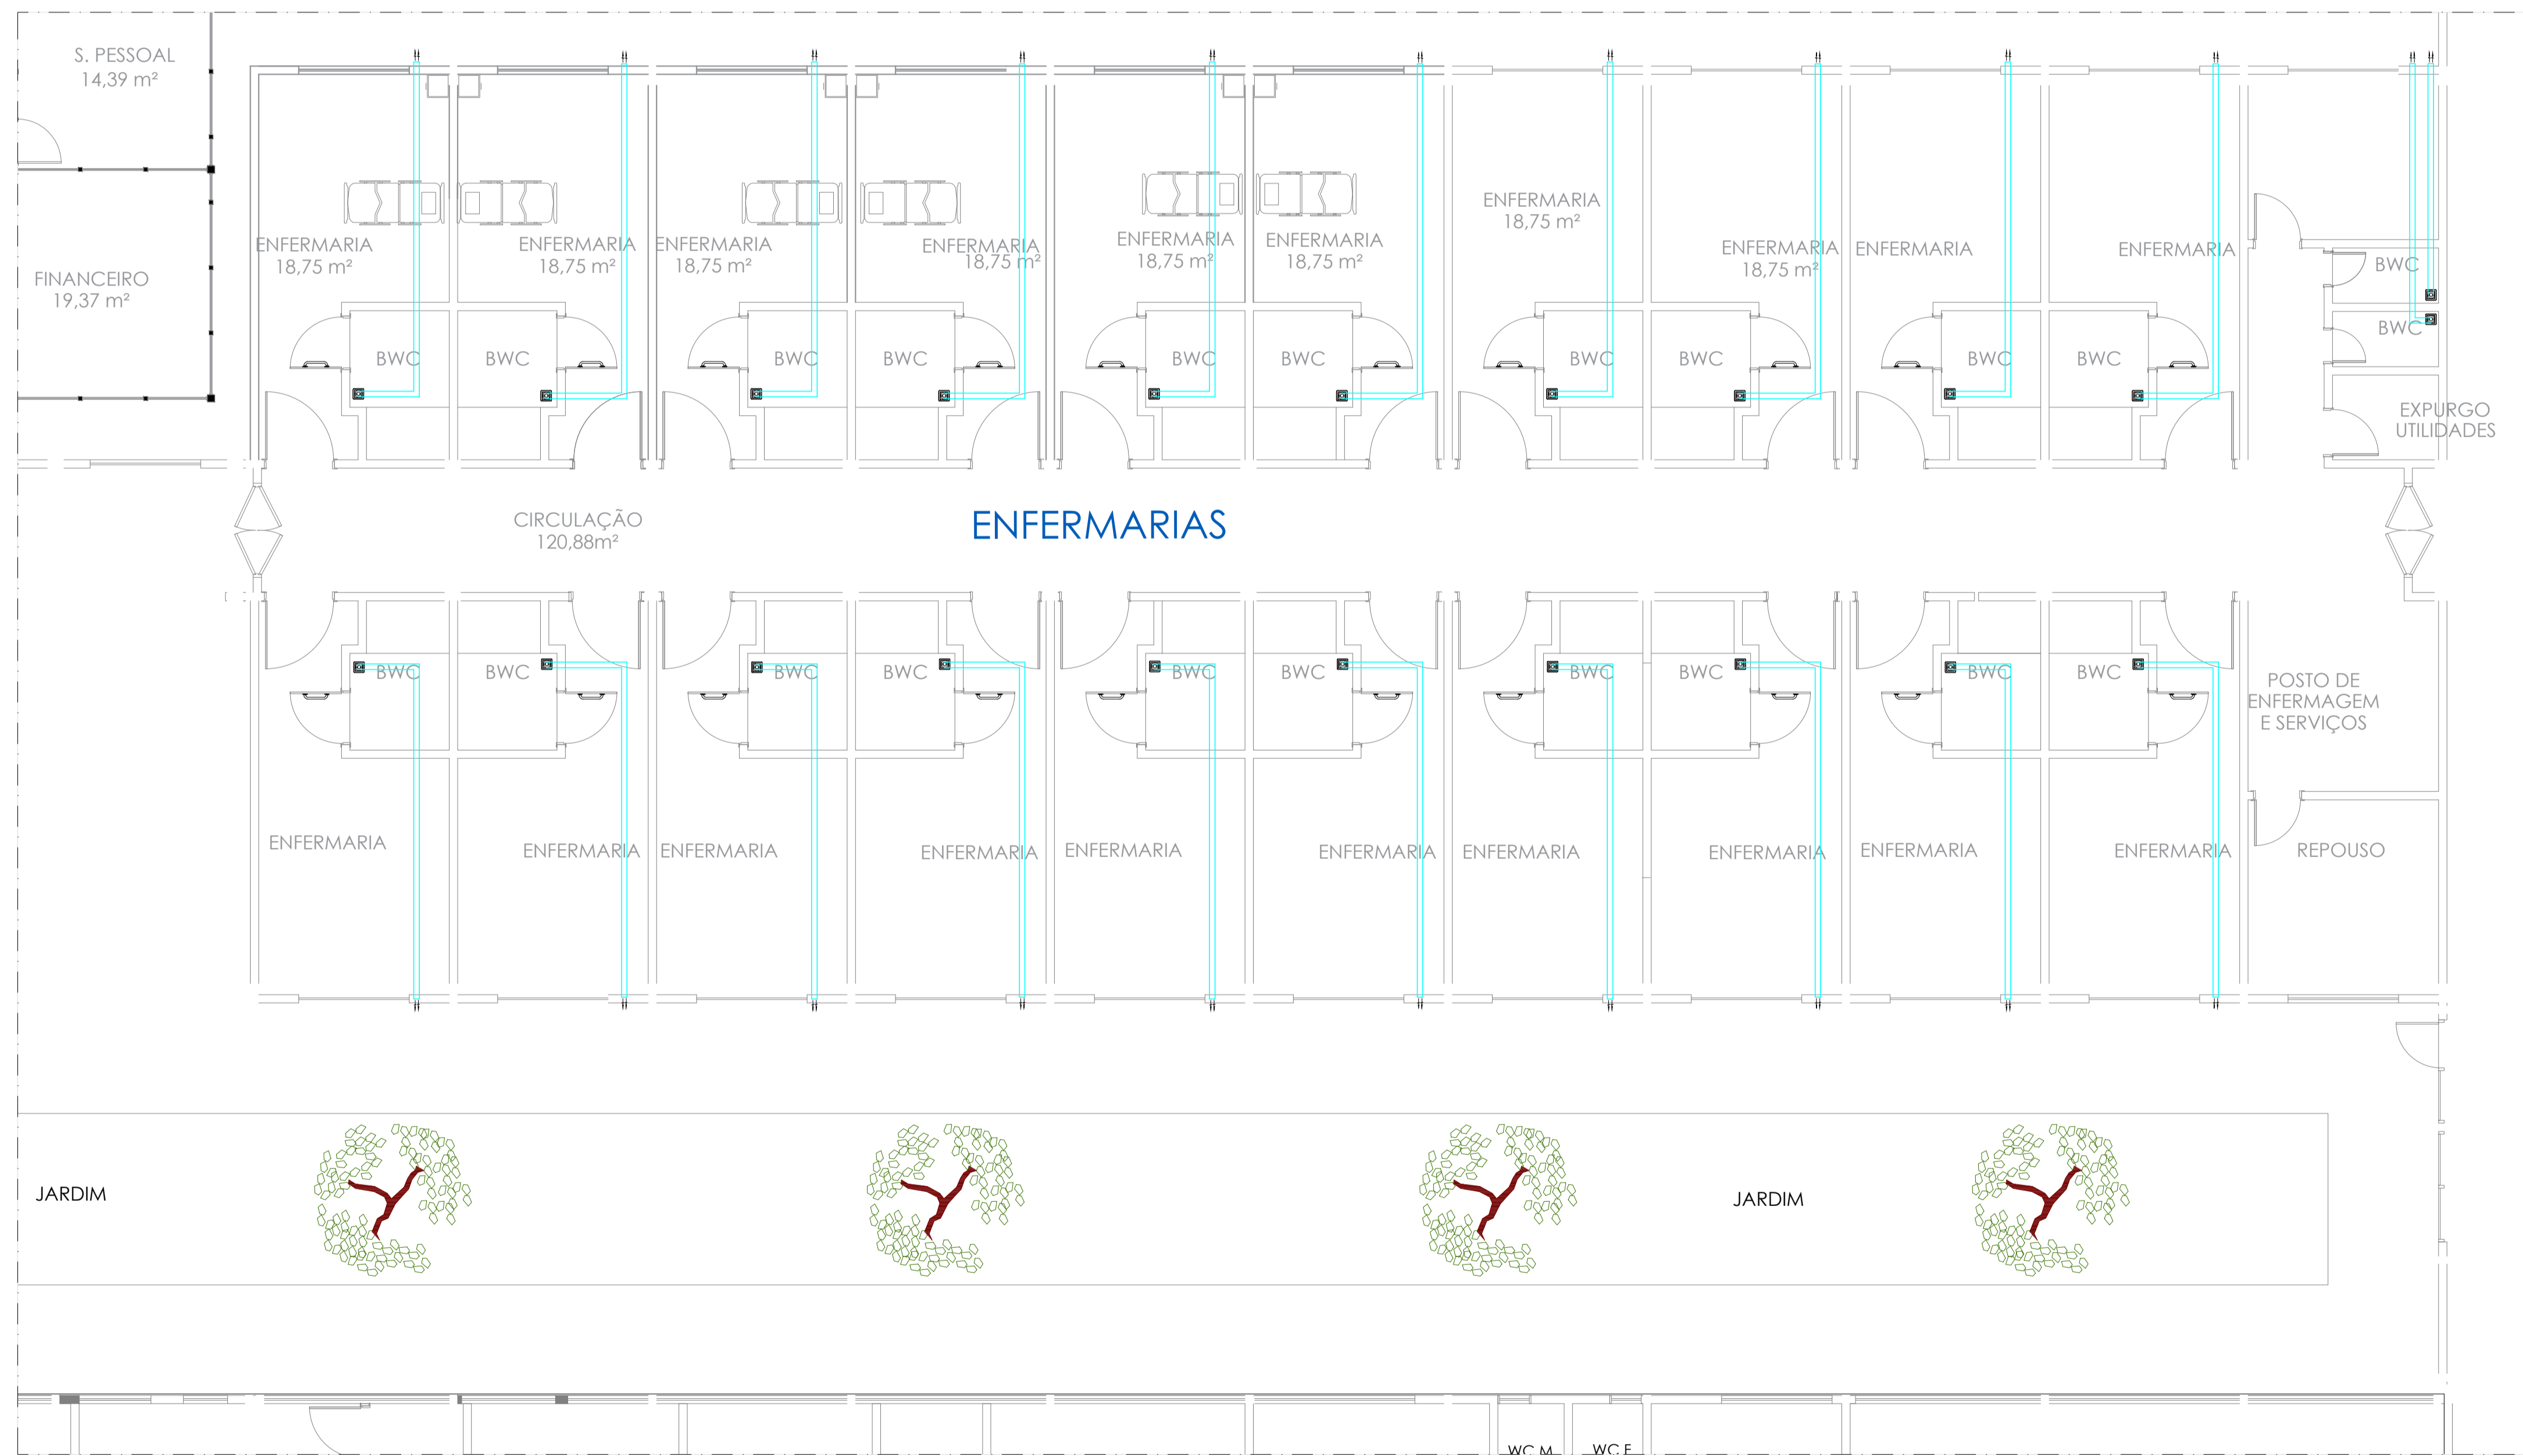 S. PESSOAL
14,39 m²
FINANCEIRO
19,37 m²
ENFERMARIA
18,75 m²
ENFERMARIA
18,75 m²
ENFERMARIA
18,75 m²
ENFERMARIA
18,75 m²
ENFERMARIA
18,75 m²
ENFERMARIA
18,75 m²
ENFERMARIA
18,75 m²
ENFERMARIA
18,75 m²
ENFERMARIA
ENFERMARIA
BWC
BWC
BWC
BWC
BWC
BWC
BWC
BWC
BWC
BWC
BWC
BWC
EXPURGO
UTILIDADES
CIRCULAÇÃO
120,88m²
ENFERMARIAS
BWC
BWC
BWC
BWC
BWC
BWC
BWC
BWC
BWC
BWC
POSTO DE
ENFERMAGEM
E SERVIÇOS
ENFERMARIA
ENFERMARIA
ENFERMARIA
ENFERMARIA
ENFERMARIA
ENFERMARIA
ENFERMARIA
ENFERMARIA
ENFERMARIA
ENFERMARIA
REPOUSO
JARDIM
JARDIM
WC M
WC F